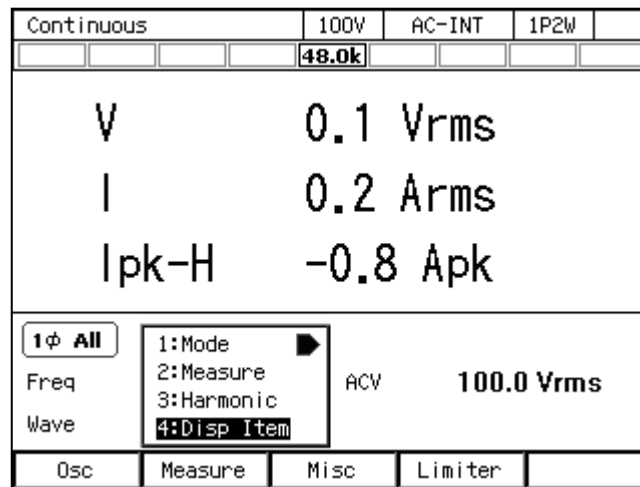 Continuous 100V AC-INT 1P2W
48.0k
V 0.1 Vrms
I 0.2 Arms
Ipk-H -0.8 Apk
1ϕ All 1:Mode
2:Measure
Freq 3:Harmonic ACV 100.0 Vrms
Wave 4:Disp Item
Osc Measure Misc Limiter